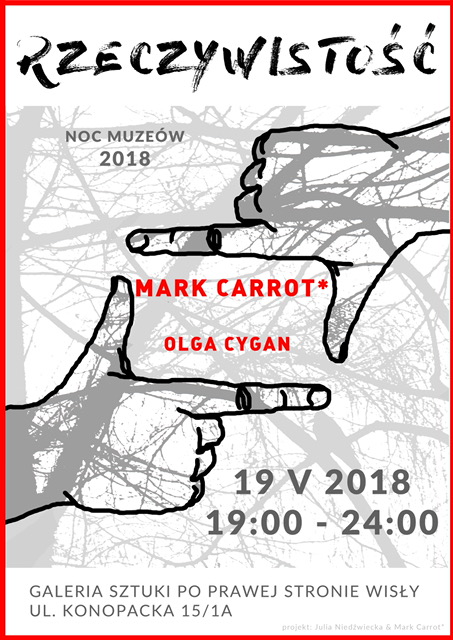 RZECZYWISTOŚĆ
NOC MUZEÓW
2018
MARK CARROT*
OLGA CYGAN
19 V 2018
19:00 - 24:00
GALERIA SZTUKI PO PRAWEJ STRONIE WISŁY
UL. KONOPACKA 15/1A
projekt: Julia Niedźwiecka & Mark Carrot*